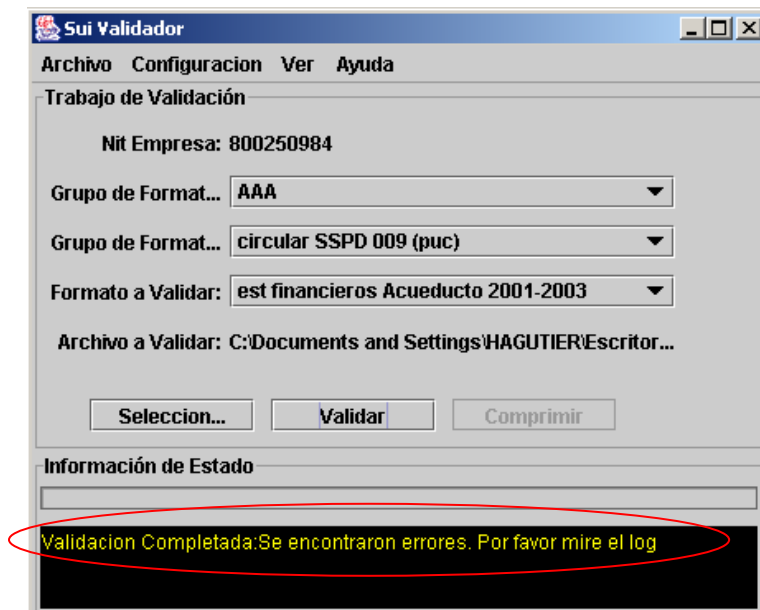 Sui Validador
Archivo Configuracion Ver Ayuda
Trabajo de Validación
Nit Empresa: 800250984
Grupo de Format... AAA
Grupo de Format... circular SSPD 009 (puc)
Formato a Validar: est financieros Acueducto 2001-2003
Archivo a Validar: C:\Documents and Settings\HAGUTIER\Escritor...
Seleccion... Validar Comprimir
Información de Estado
Validacion Completada:Se encontraron errores. Por favor mire el log